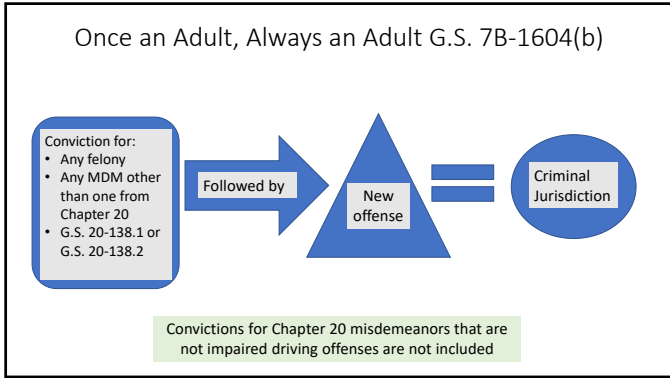 Once an Adult, Always an Adult G.S. 7B-1604(b)
Conviction for:
• Any felony
• Any MDM other
than one from
Chapter 20
• G.S. 20-138.1 or
G.S. 20-138.2
Followed by
New
offense
Criminal
Jurisdiction
Convictions for Chapter 20 misdemeanors that are
not impaired driving offenses are not included